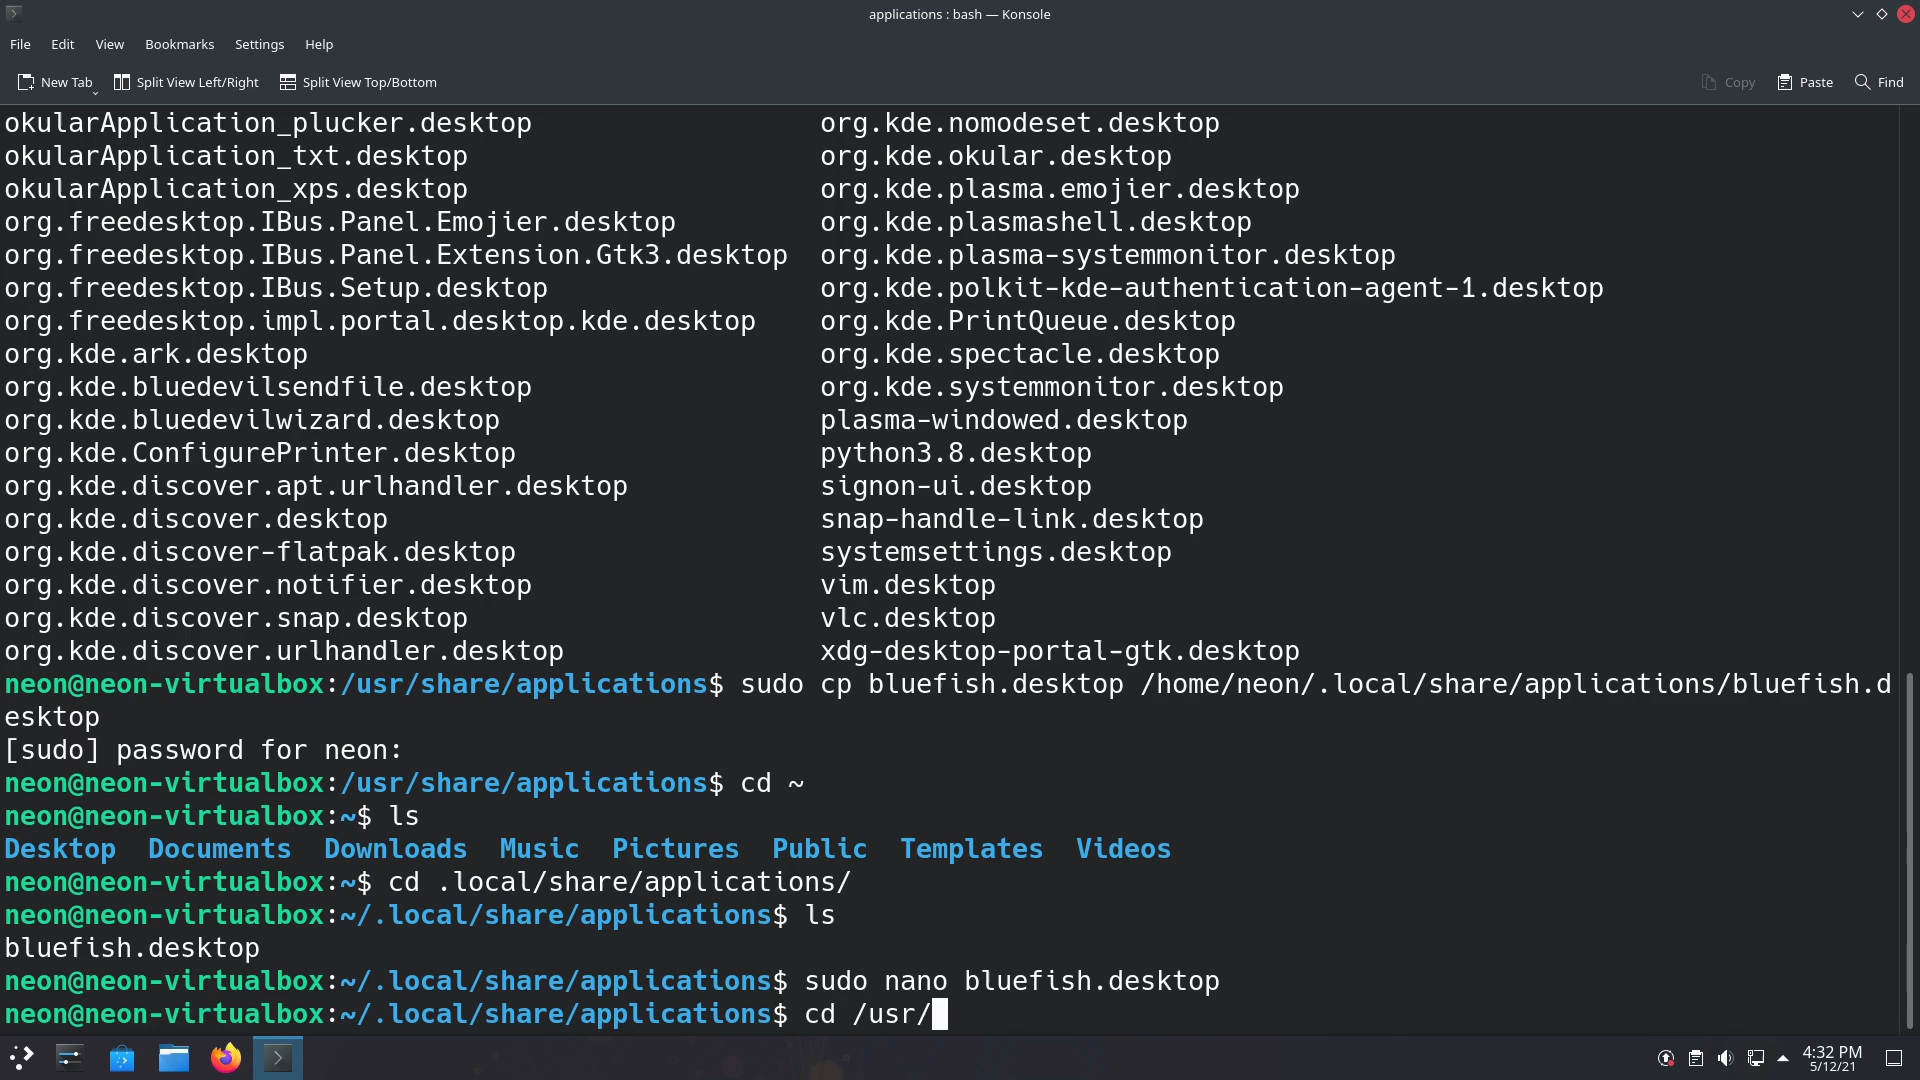 applications : bash — Konsole
File Edit View Bookmarks Settings Help
New Tab Split View Left/Right Split View Top/Bottom Copy Paste Find
okularApplication_plucker.desktop org.kde.nomodeset.desktop
okularApplication_txt.desktop org.kde.okular.desktop
okularApplication_xps.desktop org.kde.plasma.emojier.desktop
org.freedesktop.IBus.Panel.Emojier.desktop org.kde.plasmashell.desktop
org.freedesktop.IBus.Panel.Extension.Gtk3.desktop org.kde.plasma-systemmonitor.desktop
org.freedesktop.IBus.Setup.desktop org.kde.polkit-kde-authentication-agent-1.desktop
org.freedesktop.impl.portal.desktop.kde.desktop org.kde.PrintQueue.desktop
org.kde.ark.desktop org.kde.spectacle.desktop
org.kde.bluedevilsendfile.desktop org.kde.systemmonitor.desktop
org.kde.bluedevilwizard.desktop plasma-windowed.desktop
org.kde.ConfigurePrinter.desktop python3.8.desktop
org.kde.discover.apt.urlhandler.desktop signon-ui.desktop
org.kde.discover.desktop snap-handle-link.desktop
org.kde.discover-flatpak.desktop systemsettings.desktop
org.kde.discover.notifier.desktop vim.desktop
org.kde.discover.snap.desktop vlc.desktop
org.kde.discover.urlhandler.desktop xdg-desktop-portal-gtk.desktop
neon@neon-virtualbox:/usr/share/applications$ sudo cp bluefish.desktop /home/neon/.local/share/applications/bluefish.d
esktop
[sudo] password for neon:
neon@neon-virtualbox:/usr/share/applications$ cd ~
neon@neon-virtualbox:~$ ls
Desktop Documents Downloads Music Pictures Public Templates Videos
neon@neon-virtualbox:~$ cd .local/share/applications/
neon@neon-virtualbox:~/.local/share/applications$ ls
bluefish.desktop
neon@neon-virtualbox:~/.local/share/applications$ sudo nano bluefish.desktop
neon@neon-virtualbox:~/.local/share/applications$ cd /usr/
4:32 PM
5/12/21